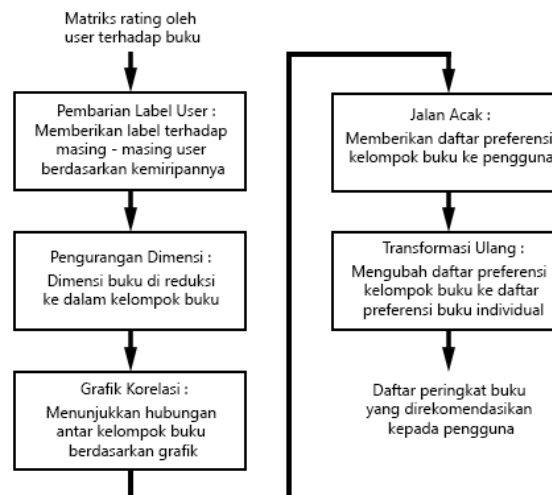 Matriks rating oleh
user terhadap buku
Pembarian Label User :
Memberikan label terhadap
masing - masing user
berdasarkan kemiripannya
Pengurangan Dimensi :
Dimensi buku di reduksi
ke dalam kelompok buku
Grafik Korelasi :
Menunjukkan hubungan
antar kelompok buku
berdasarkan grafik
Jalan Acak :
Memberikan daftar preferensi
kelompok buku ke pengguna
Transformasi Ulang :
Mengubah daftar preferensi
kelompok buku ke daftar
preferensi buku individual
Daftar peringkat buku
yang direkomendasikan
kepada pengguna